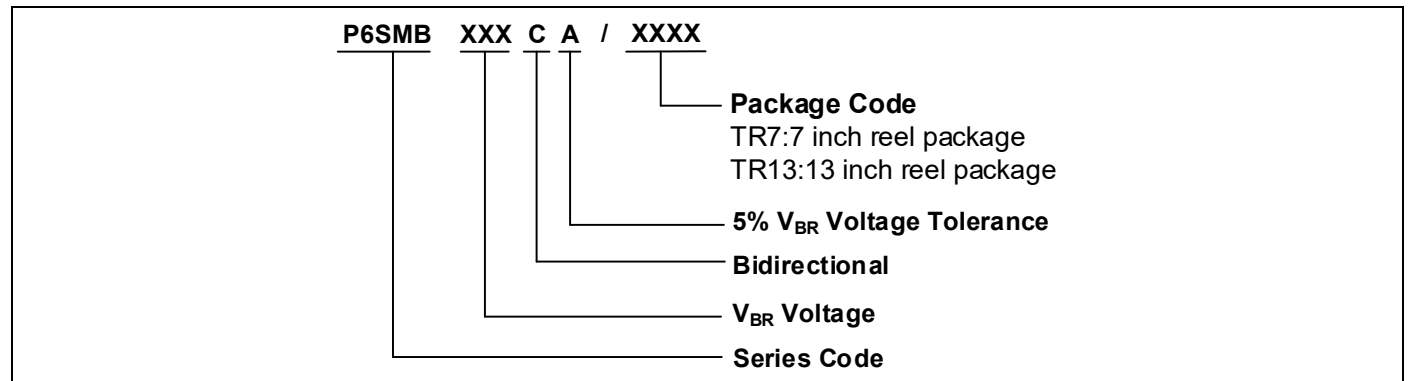 P6SMB XXX C A / XXXX
Package Code
TR7:7 inch reel package
TR13:13 inch reel package
5% VBR Voltage Tolerance
Bidirectional
VBR Voltage
Series Code